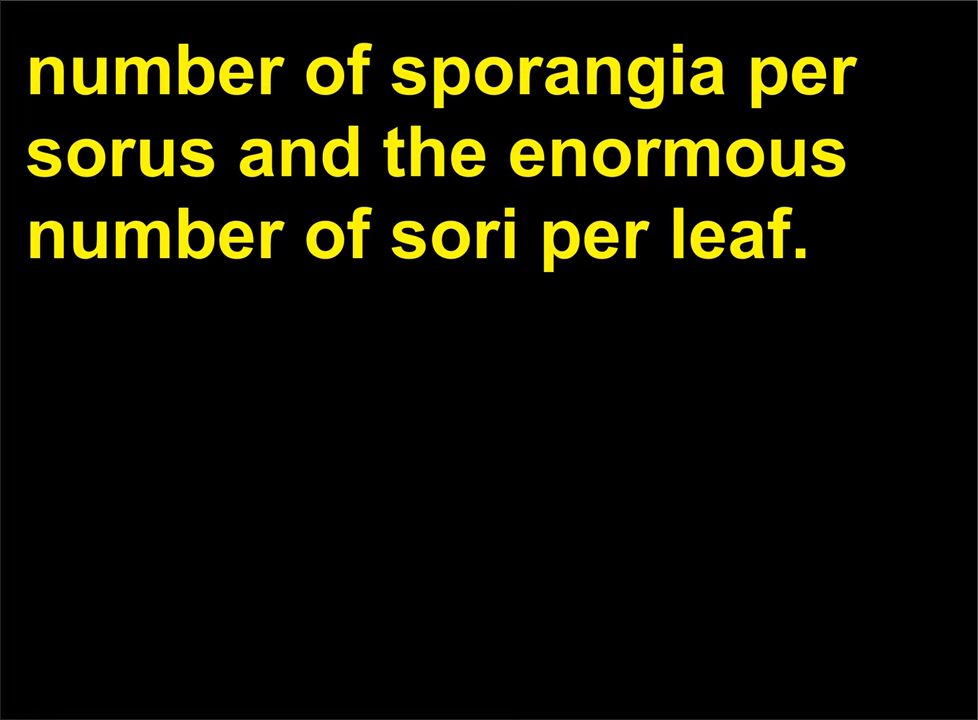 number of sporangia per
sorus and the enormous
number of sori per leaf.